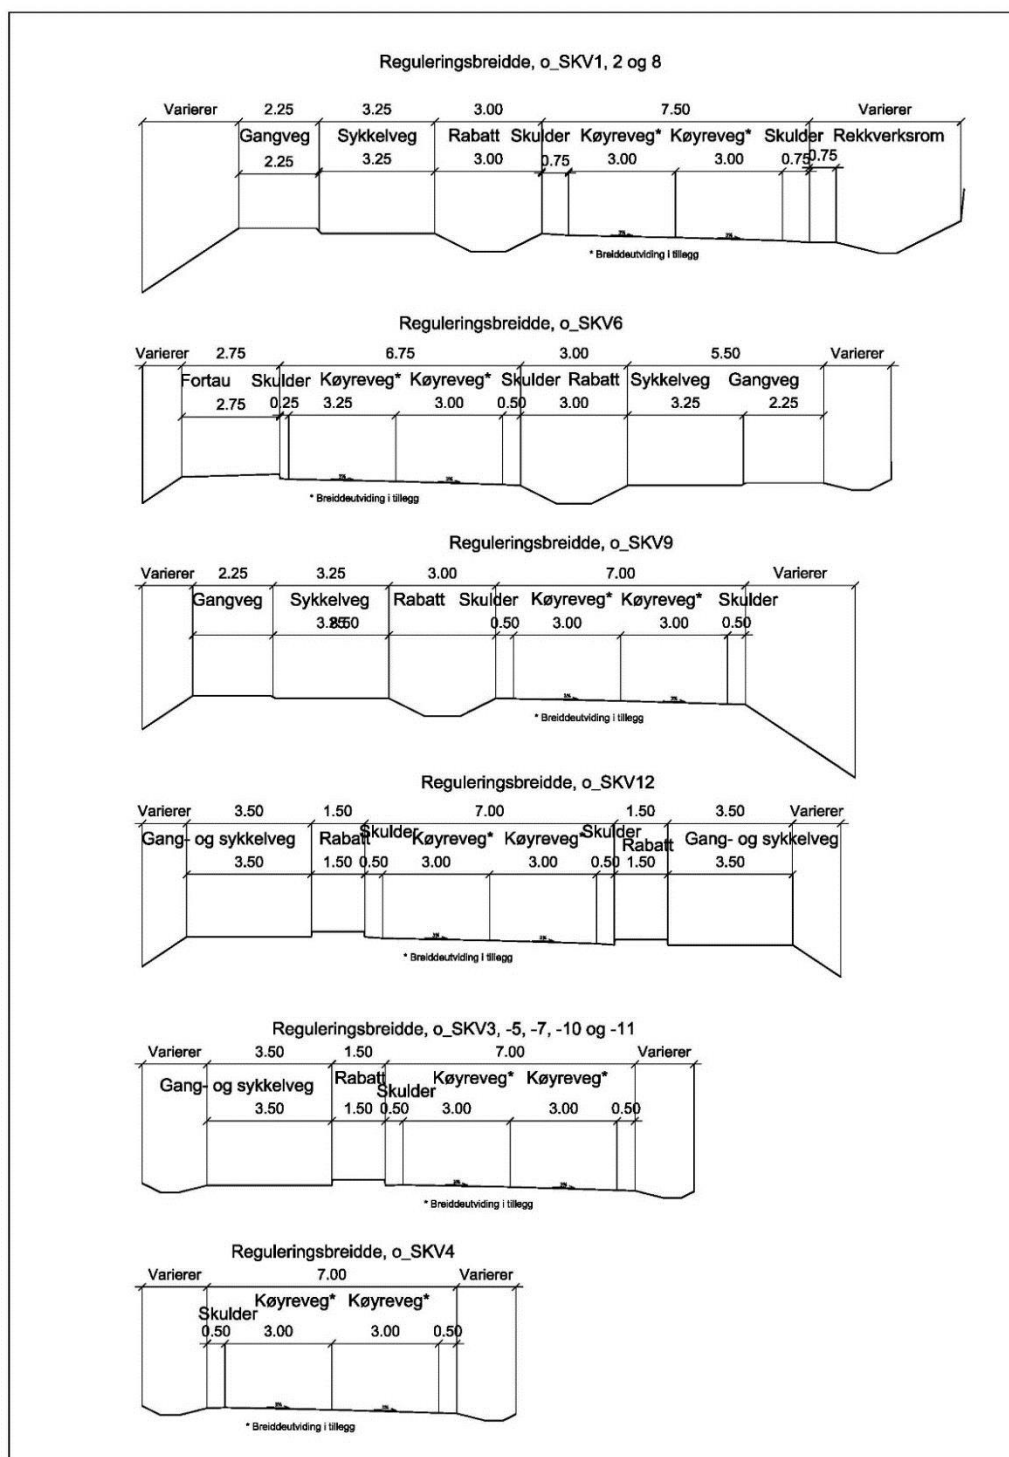 Reguleringsbreidde, o_SKV1, 2 og 8
Varierer 2.25 3.25 3.00 7.50 Varierer
Gangveg Sykkelveg Rabatt Skulder Køyreveg* Køyreveg* Skulder Rekkverksrom
2.25 3.25 3.00 0.75 3.00 3.00 0.75 0.75
* Breiddeutviding i tillegg
Reguleringsbreidde, o_SKV6
Varierer 2.75 6.75 3.00 5.50 Varierer
Fortau Skulder Køyreveg* Køyreveg* Skulder Rabatt Sykkelveg Gangveg
2.75 0.25 3.25 3.00 0.50 3.00 3.25 2.25
* Breiddeutviding i tillegg
Reguleringsbreidde, o_SKV9
Varierer 2.25 3.25 3.00 7.00 Varierer
Gangveg Sykkelveg Rabatt Skulder Køyreveg* Køyreveg* Skulder
0.50 3.00 3.00 0.50
* Breiddeutviding i tillegg
Reguleringsbreidde, o_SKV12
Varierer 3.50 1.50 7.00 1.50 3.50 Varierer
Gang- og sykkelveg Rabatt Skulder Køyreveg* Køyreveg* Skulder Rabatt Gang- og sykkelveg
3.50 1.50 0.50 3.00 3.00 0.50 1.50 3.50
* Breiddeutviding i tillegg
Reguleringsbreidde, o_SKV3, -5, -7, -10 og -11
Varierer 3.50 1.50 7.00 Varierer
Gang- og sykkelveg Rabatt Skulder Køyreveg* Køyreveg*
3.50 1.50 0.50 3.00 3.00 0.50
* Breiddeutviding i tillegg
Reguleringsbreidde, o_SKV4
Varierer 7.00 Varierer
Skulder Køyreveg* Køyreveg*
0.50 3.00 3.00 0.50
* Breiddeutviding i tillegg